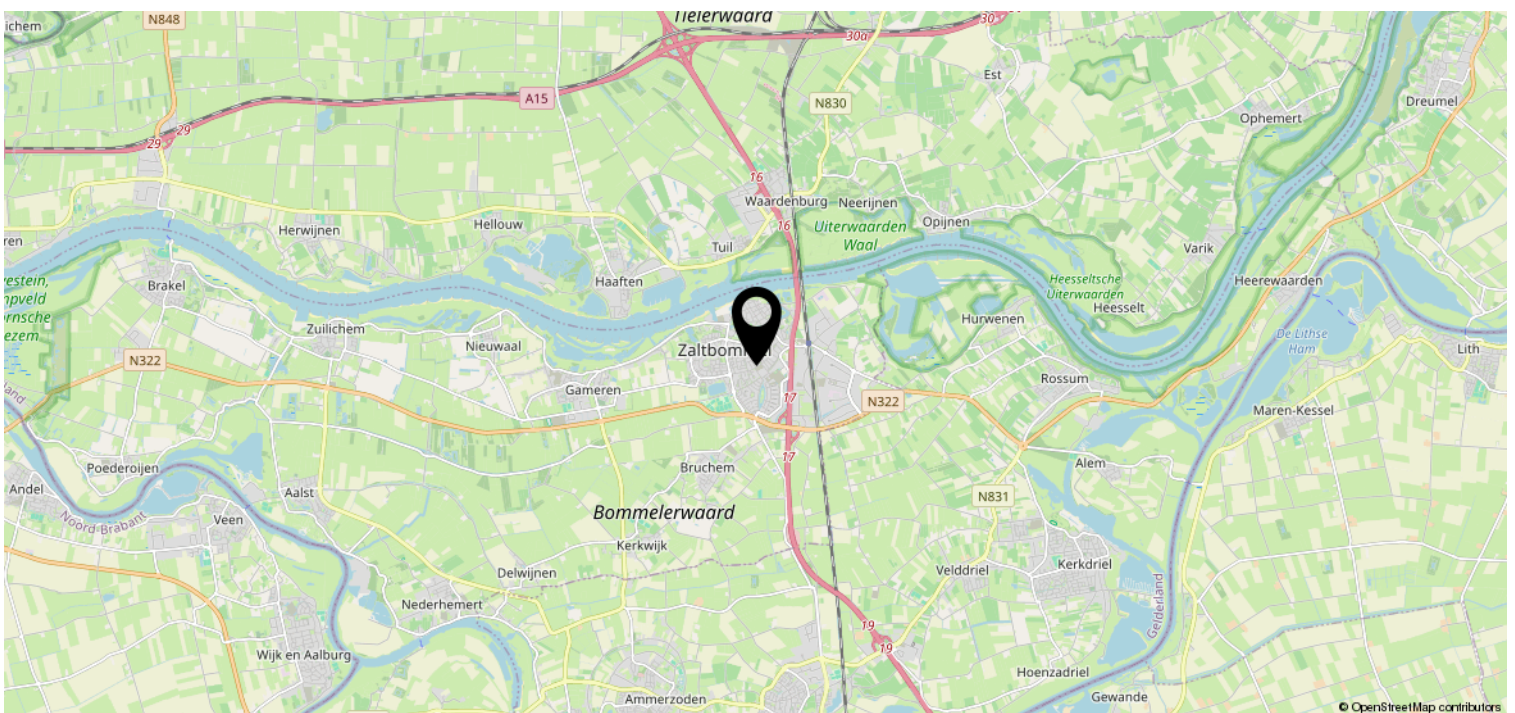 Tielerwaard
N848
ichem
30
30a
Est
A15
N830
Dreumel
Ophemert
29
29
16
Waardenburg
Neerijnen
Opijnen
16
Uiterwaarden
Waal
Hellouw
Herwijnen
ren
Tuil
Varik
Heesseltsche
Uiterwaarden
Heerewaarden
Haaften
Brakel
Heesselt
Hurwenen
De Lithse
Ham
Zuilichem
Nieuwaal
Lith
N322
Rossum
Gameren
17
N322
Maren-Kessel
Poederoijen
Bruchem
17
Alem
Andel
Aalst
N831
Noord-Brabant
Veen
Bommelerwaard
Kerkwijk
Delwijnen
Velddriel
Kerkdriel
Nederhemert
Gelderland
19
19
Wijk en Aalburg
Hoenzadriel
Ammerzoden
Gewande
© OpenStreetMap contributors